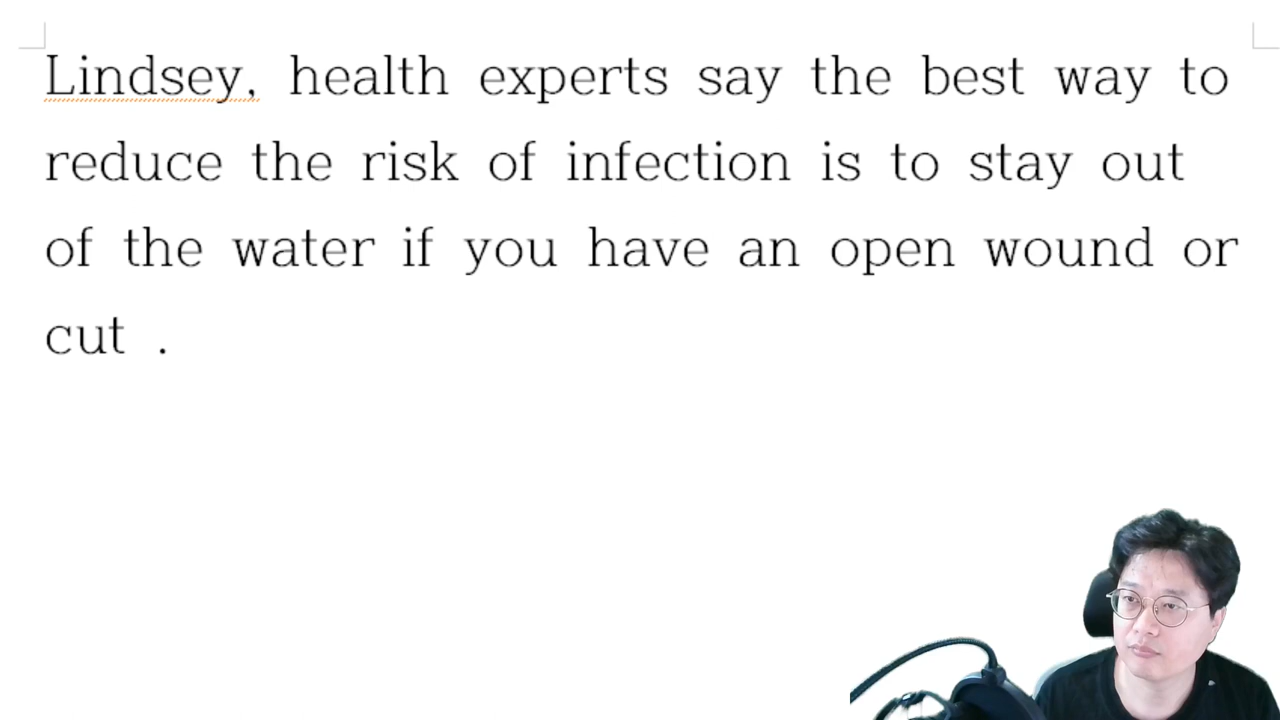 Lindsey, health experts say the best way to
reduce the risk of infection is to stay out
of the water if you have an open wound or
cut .